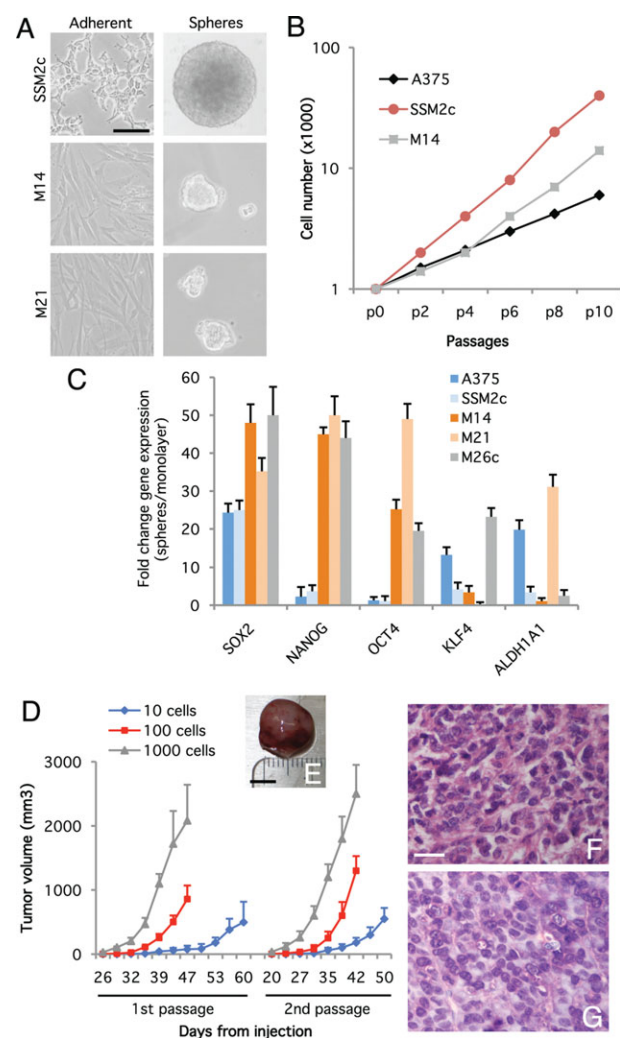 A
Adherent
Spheres
SSM2c
M14
M21
B
Cell number (x1000)
100
10
1
A375
SSM2c
M14
p0 p2 p4 p6 p8 p10
Passages
C
Fold change gene expression
(spheres/monolayer)
60
50
40
30
20
10
0
A375
SSM2c
M14
M21
M26c
SOX2
NANOG
OCT4
KLF4
ALDH1A1
D
10 cells
100 cells
1000 cells
E
Tumor volume (mm3)
3000
2000
1000
0
26 32 39 47 53 60 20 27 35 42 50
1st passage
2nd passage
Days from injection
F
G